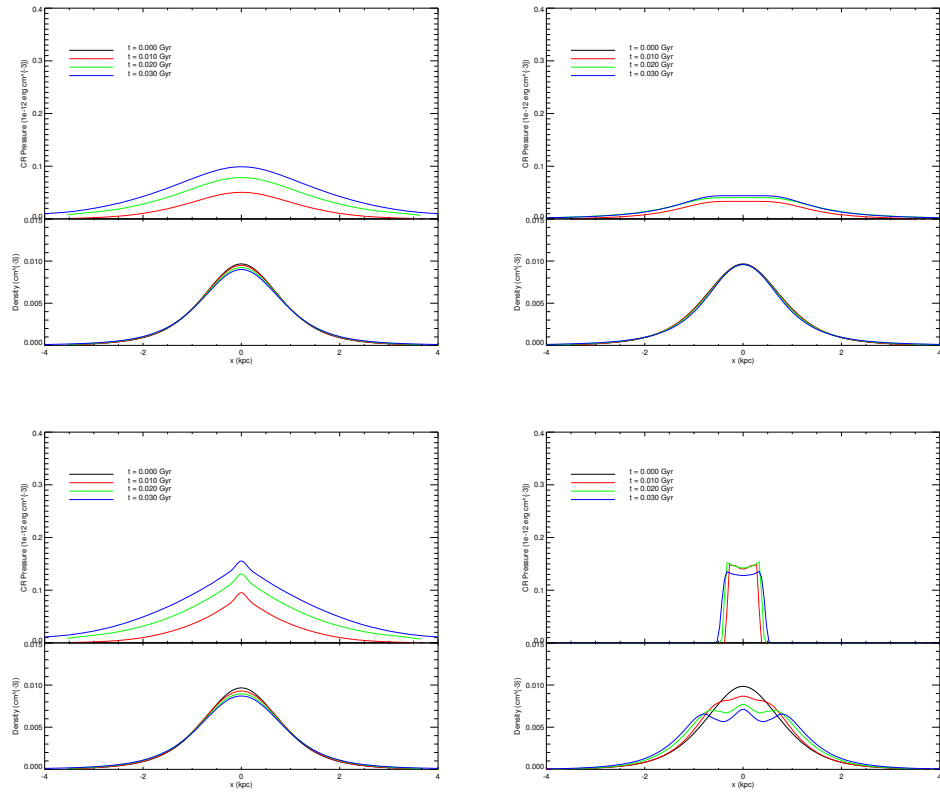 0.4
0.3
0.2
0.1
0.0
CR Pressure (1e-12 erg cm^{-3})
t = 0.000 Gyr
t = 0.010 Gyr
t = 0.020 Gyr
t = 0.030 Gyr
0.015
0.010
0.005
0.000
Density (cm^{-3})
-4 -2 0 2 4
x (kpc)
0.4
0.3
0.2
0.1
0.0
CR Pressure (1e-12 erg cm^{-3})
t = 0.000 Gyr
t = 0.010 Gyr
t = 0.020 Gyr
t = 0.030 Gyr
0.015
0.010
0.005
0.000
Density (cm^{-3})
-4 -2 0 2 4
x (kpc)
0.4
0.3
0.2
0.1
0.0
CR Pressure (1e-12 erg cm^{-3})
t = 0.000 Gyr
t = 0.010 Gyr
t = 0.020 Gyr
t = 0.030 Gyr
0.015
0.010
0.005
0.000
Density (cm^{-3})
-4 -2 0 2 4
x (kpc)
0.4
0.3
0.2
0.1
0.0
CR Pressure (1e-12 erg cm^{-3})
t = 0.000 Gyr
t = 0.010 Gyr
t = 0.020 Gyr
t = 0.030 Gyr
0.015
0.010
0.005
0.000
Density (cm^{-3})
-4 -2 0 2 4
x (kpc)